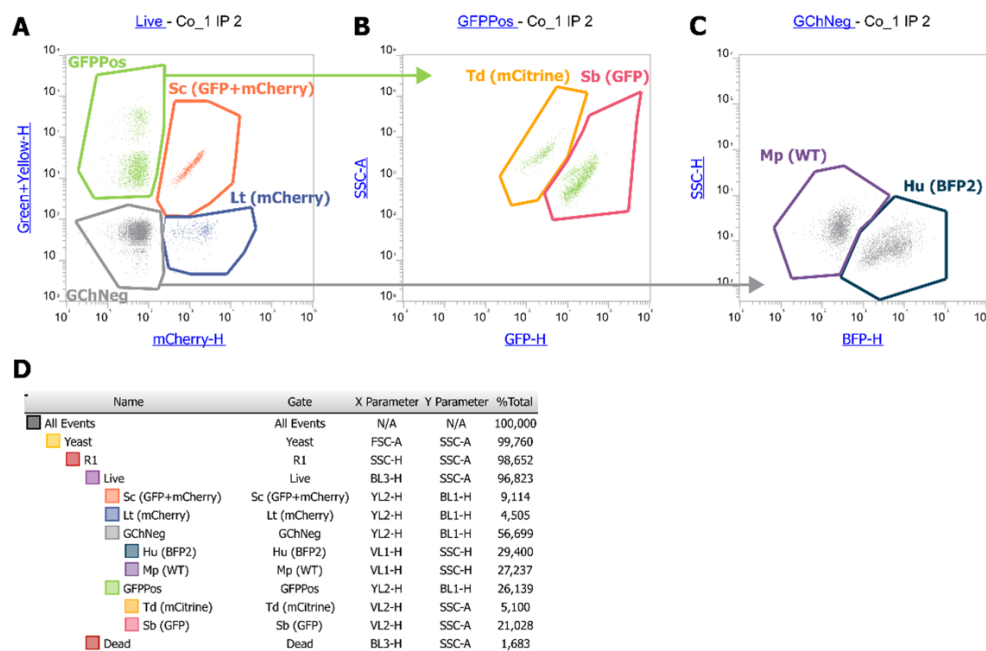 A
Live - Co_1 IP 2
GFPPos
Sc (GFP+mCherry)
Lt (mCherry)
GChNeg
Green+Yellow-H
mCherry-H
B
GFPPos - Co_1 IP 2
Td (mCitrine)
Sb (GFP)
SSC-A
GFP-H
C
GChNeg - Co_1 IP 2
Mp (WT)
Hu (BFP2)
SSC-H
BFP-H
D
Name Gate X Parameter Y Parameter %Total
All Events All Events N/A N/A 100,000
Yeast Yeast FSC-A SSC-A 99,760
R1 R1 SSC-H SSC-A 98,652
Live Live BL3-H SSC-A 96,823
Sc (GFP+mCherry) Sc (GFP+mCherry) YL2-H BL1-H 9,114
Lt (mCherry) Lt (mCherry) YL2-H BL1-H 4,505
GChNeg GChNeg YL2-H BL1-H 56,699
Hu (BFP2) Hu (BFP2) VL1-H SSC-H 29,400
Mp (WT) Mp (WT) VL1-H SSC-H 27,237
GFPPos GFPPos YL2-H BL1-H 26,139
Td (mCitrine) Td (mCitrine) VL2-H SSC-A 5,100
Sb (GFP) Sb (GFP) VL2-H SSC-A 21,028
Dead Dead BL3-H SSC-A 1,683